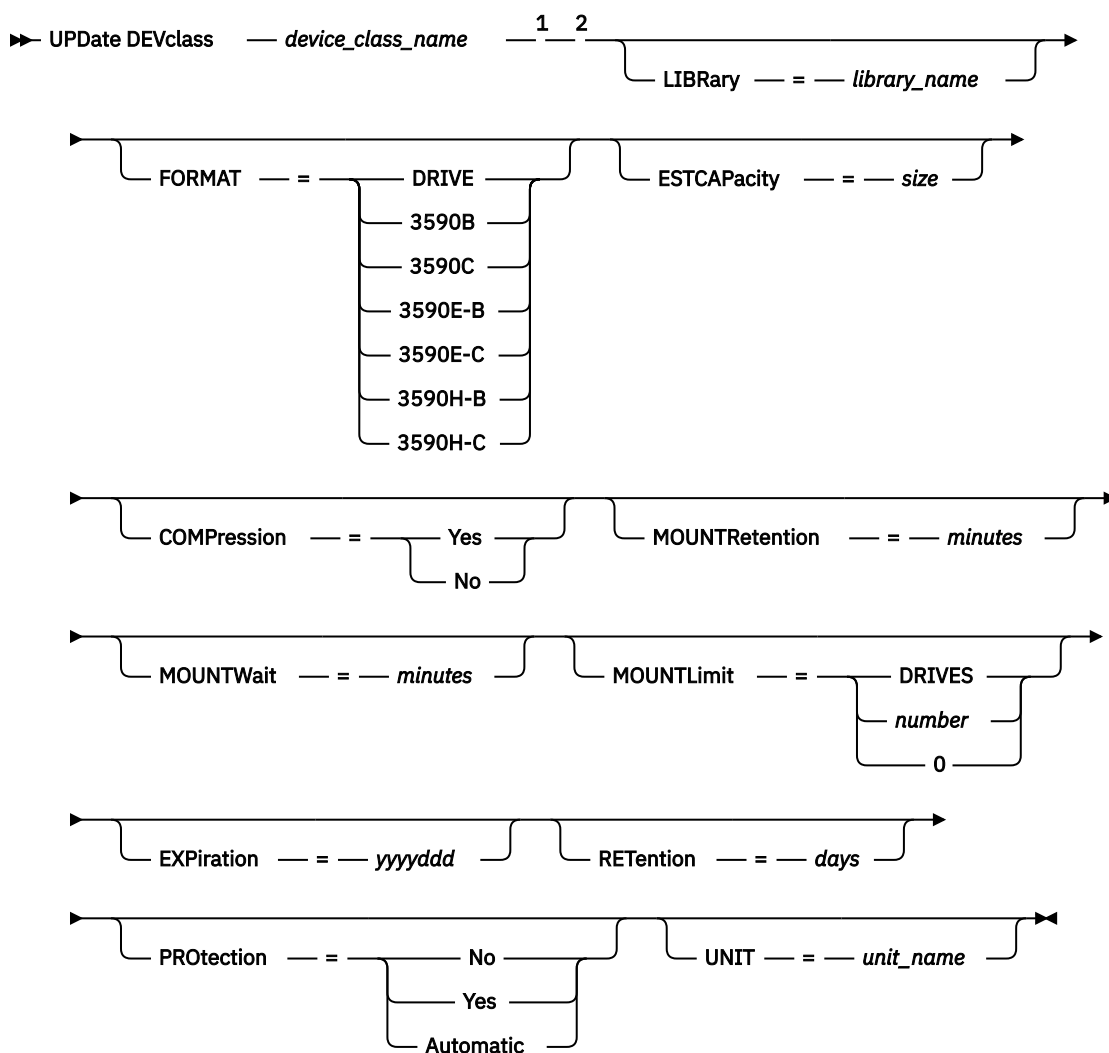 1 2
UPDate DEVclass device_class_name
LIBRary = library_name
FORMAT = DRIVE
3590B
3590C
3590E-B
3590E-C
3590H-B
3590H-C
ESTCAPacity = size
COMPression = Yes
No
MOUNTRetention = minutes
MOUNTWait = minutes
MOUNTLimit = DRIVES
number
0
EXPiration = yyyyddd
RETention = days
PROtection = No
Yes
Automatic
UNIT = unit_name